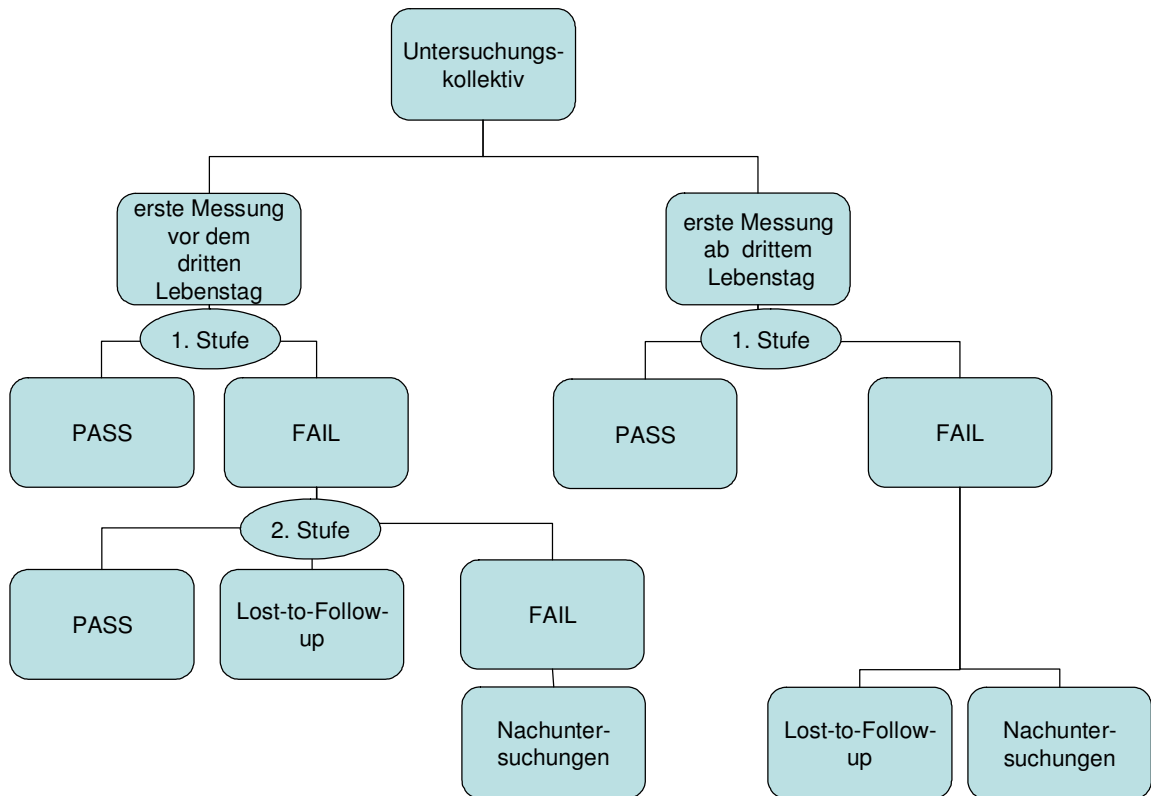 Untersuchungs-
kollektiv
erste Messung
vor dem
dritten
Lebenstag
erste Messung
ab drittem
Lebenstag
1. Stufe
1. Stufe
PASS
FAIL
PASS
FAIL
2. Stufe
PASS
Lost-to-Follow-
up
FAIL
Nachunter-
suchungen
Lost-to-Follow-
up
Nachunter-
suchungen